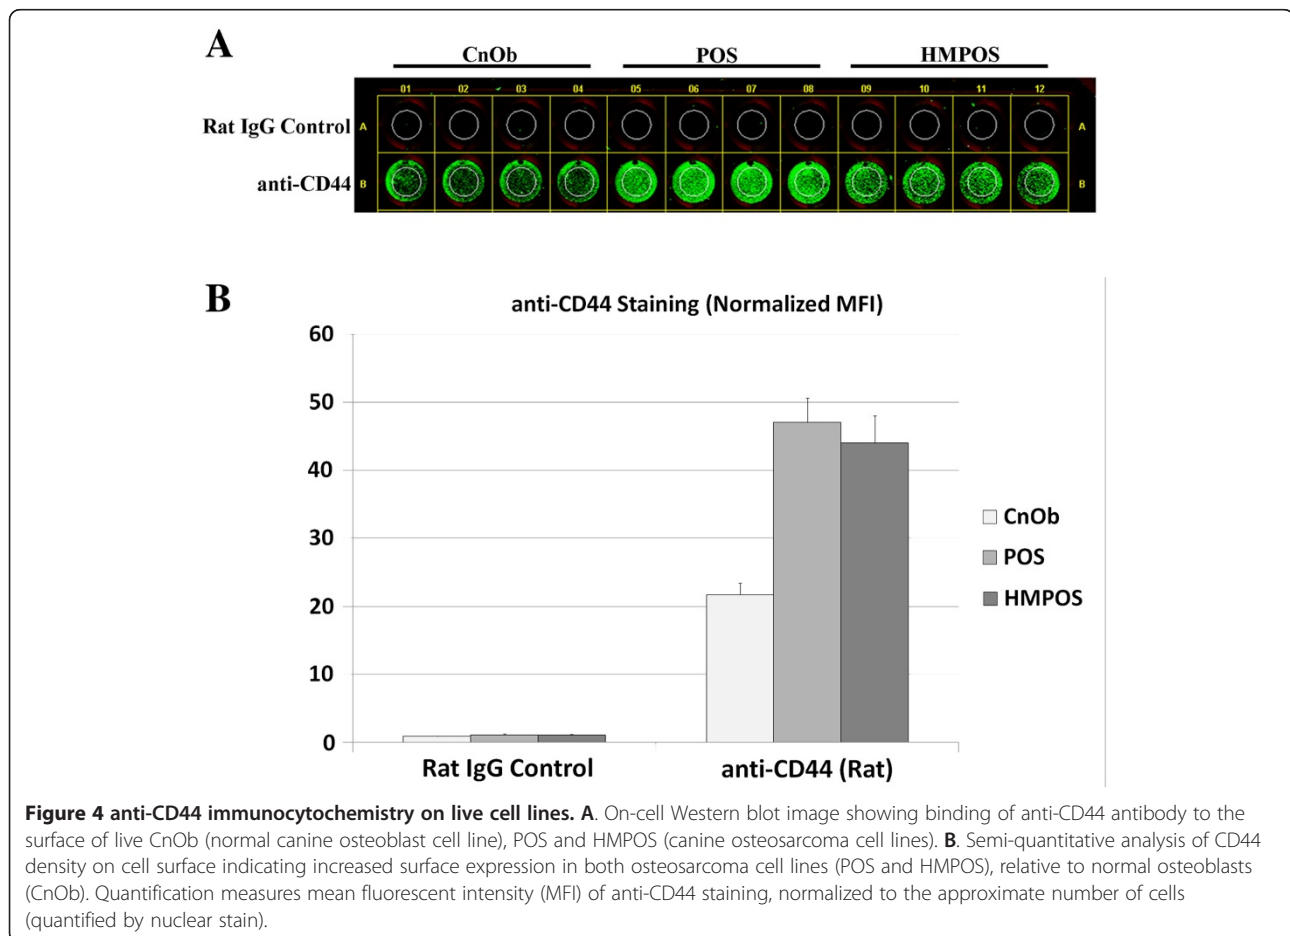 A
CnOb POS HMPOS
01 02 03 04 05 06 07 08 09 10 11 12
Rat IgG Control A A
anti-CD44 B B
B
anti-CD44 Staining (Normalized MFI)
60
50
40
30
20
10
0
CnOb
POS
HMPOS
Rat IgG Control anti-CD44 (Rat)
Figure 4 anti-CD44 immunocytochemistry on live cell lines. A. On-cell Western blot image showing binding of anti-CD44 antibody to the
surface of live CnOb (normal canine osteoblast cell line), POS and HMPOS (canine osteosarcoma cell lines). B. Semi-quantitative analysis of CD44
density on cell surface indicating increased surface expression in both osteosarcoma cell lines (POS and HMPOS), relative to normal osteoblasts
(CnOb). Quantification measures mean fluorescent intensity (MFI) of anti-CD44 staining, normalized to the approximate number of cells
(quantified by nuclear stain).